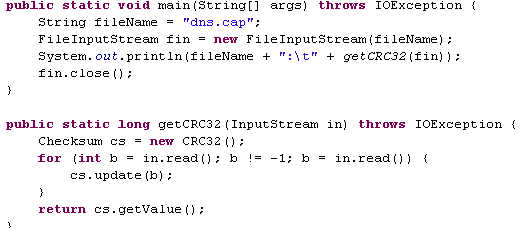 public static void main(String[] args) throws IOException {
    String fileName = "dns.cap";
    FileInputStream fin = new FileInputStream(fileName);
    System.out.println(fileName + ":\t" + getCRC32(fin));
    fin.close();
}

public static long getCRC32(InputStream in) throws IOException {
    Checksum cs = new CRC32();
    for (int b = in.read(); b != -1; b = in.read()) {
        cs.update(b);
    }
    return cs.getValue();
}